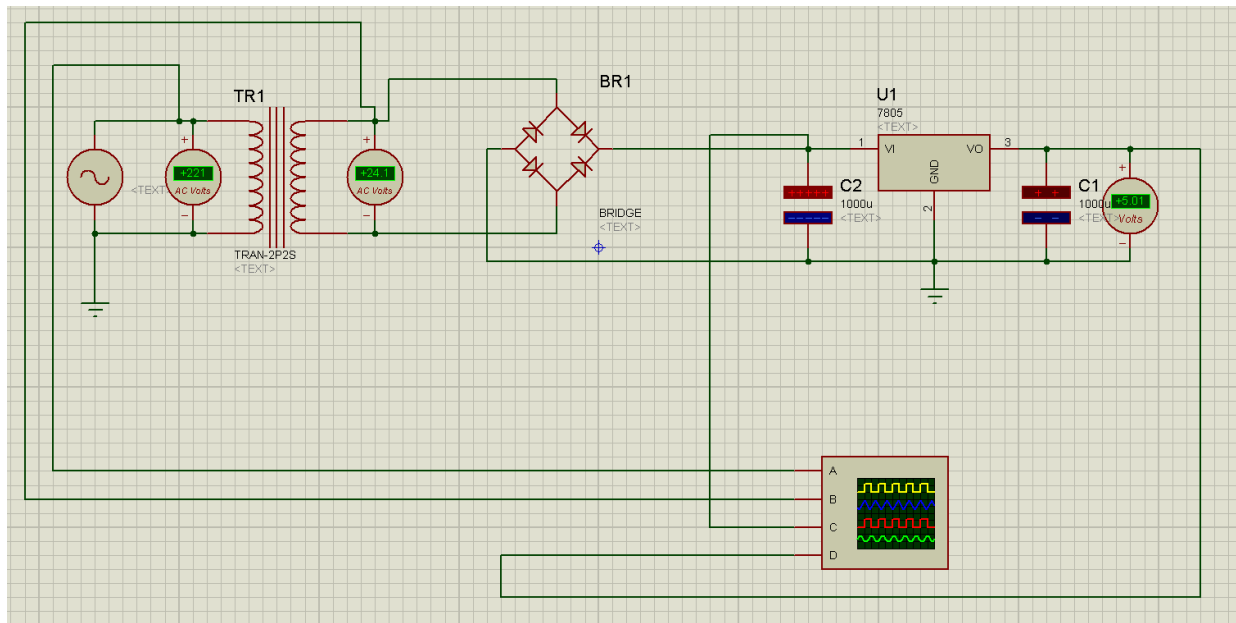 TR1
TRAN-2P2S
<TEXT>
<TEXT>
+221
AC Volts
+24.1
AC Volts
BR1
BRIDGE
<TEXT>
U1
7805
<TEXT>
1
VI
VO
3
GND
2
C2
1000u
<TEXT>
C1
1000u
<TEXT>
+5.01
Volts
A
B
C
D